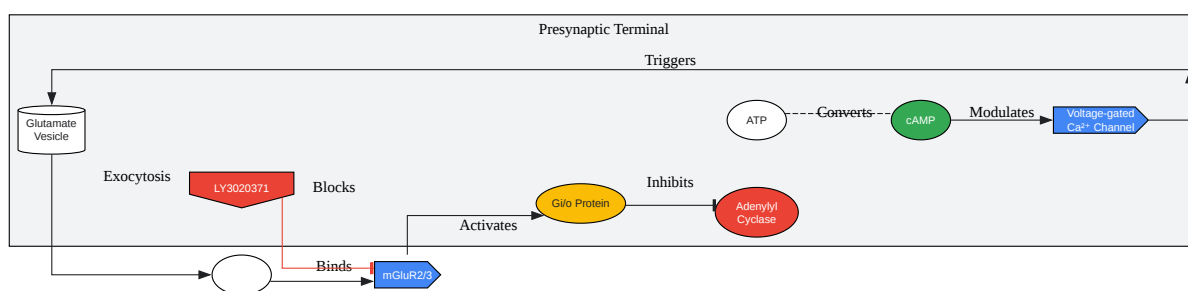 Presynaptic Terminal
Triggers
Glutamate
Vesicle
ATP
Converts
cAMP
Modulates
Voltage-gated
Ca²⁺ Channel
Exocytosis
LY3020371
Blocks
Gi/o Protein
Inhibits
Adenylyl
Cyclase
Activates
Binds
mGluR2/3